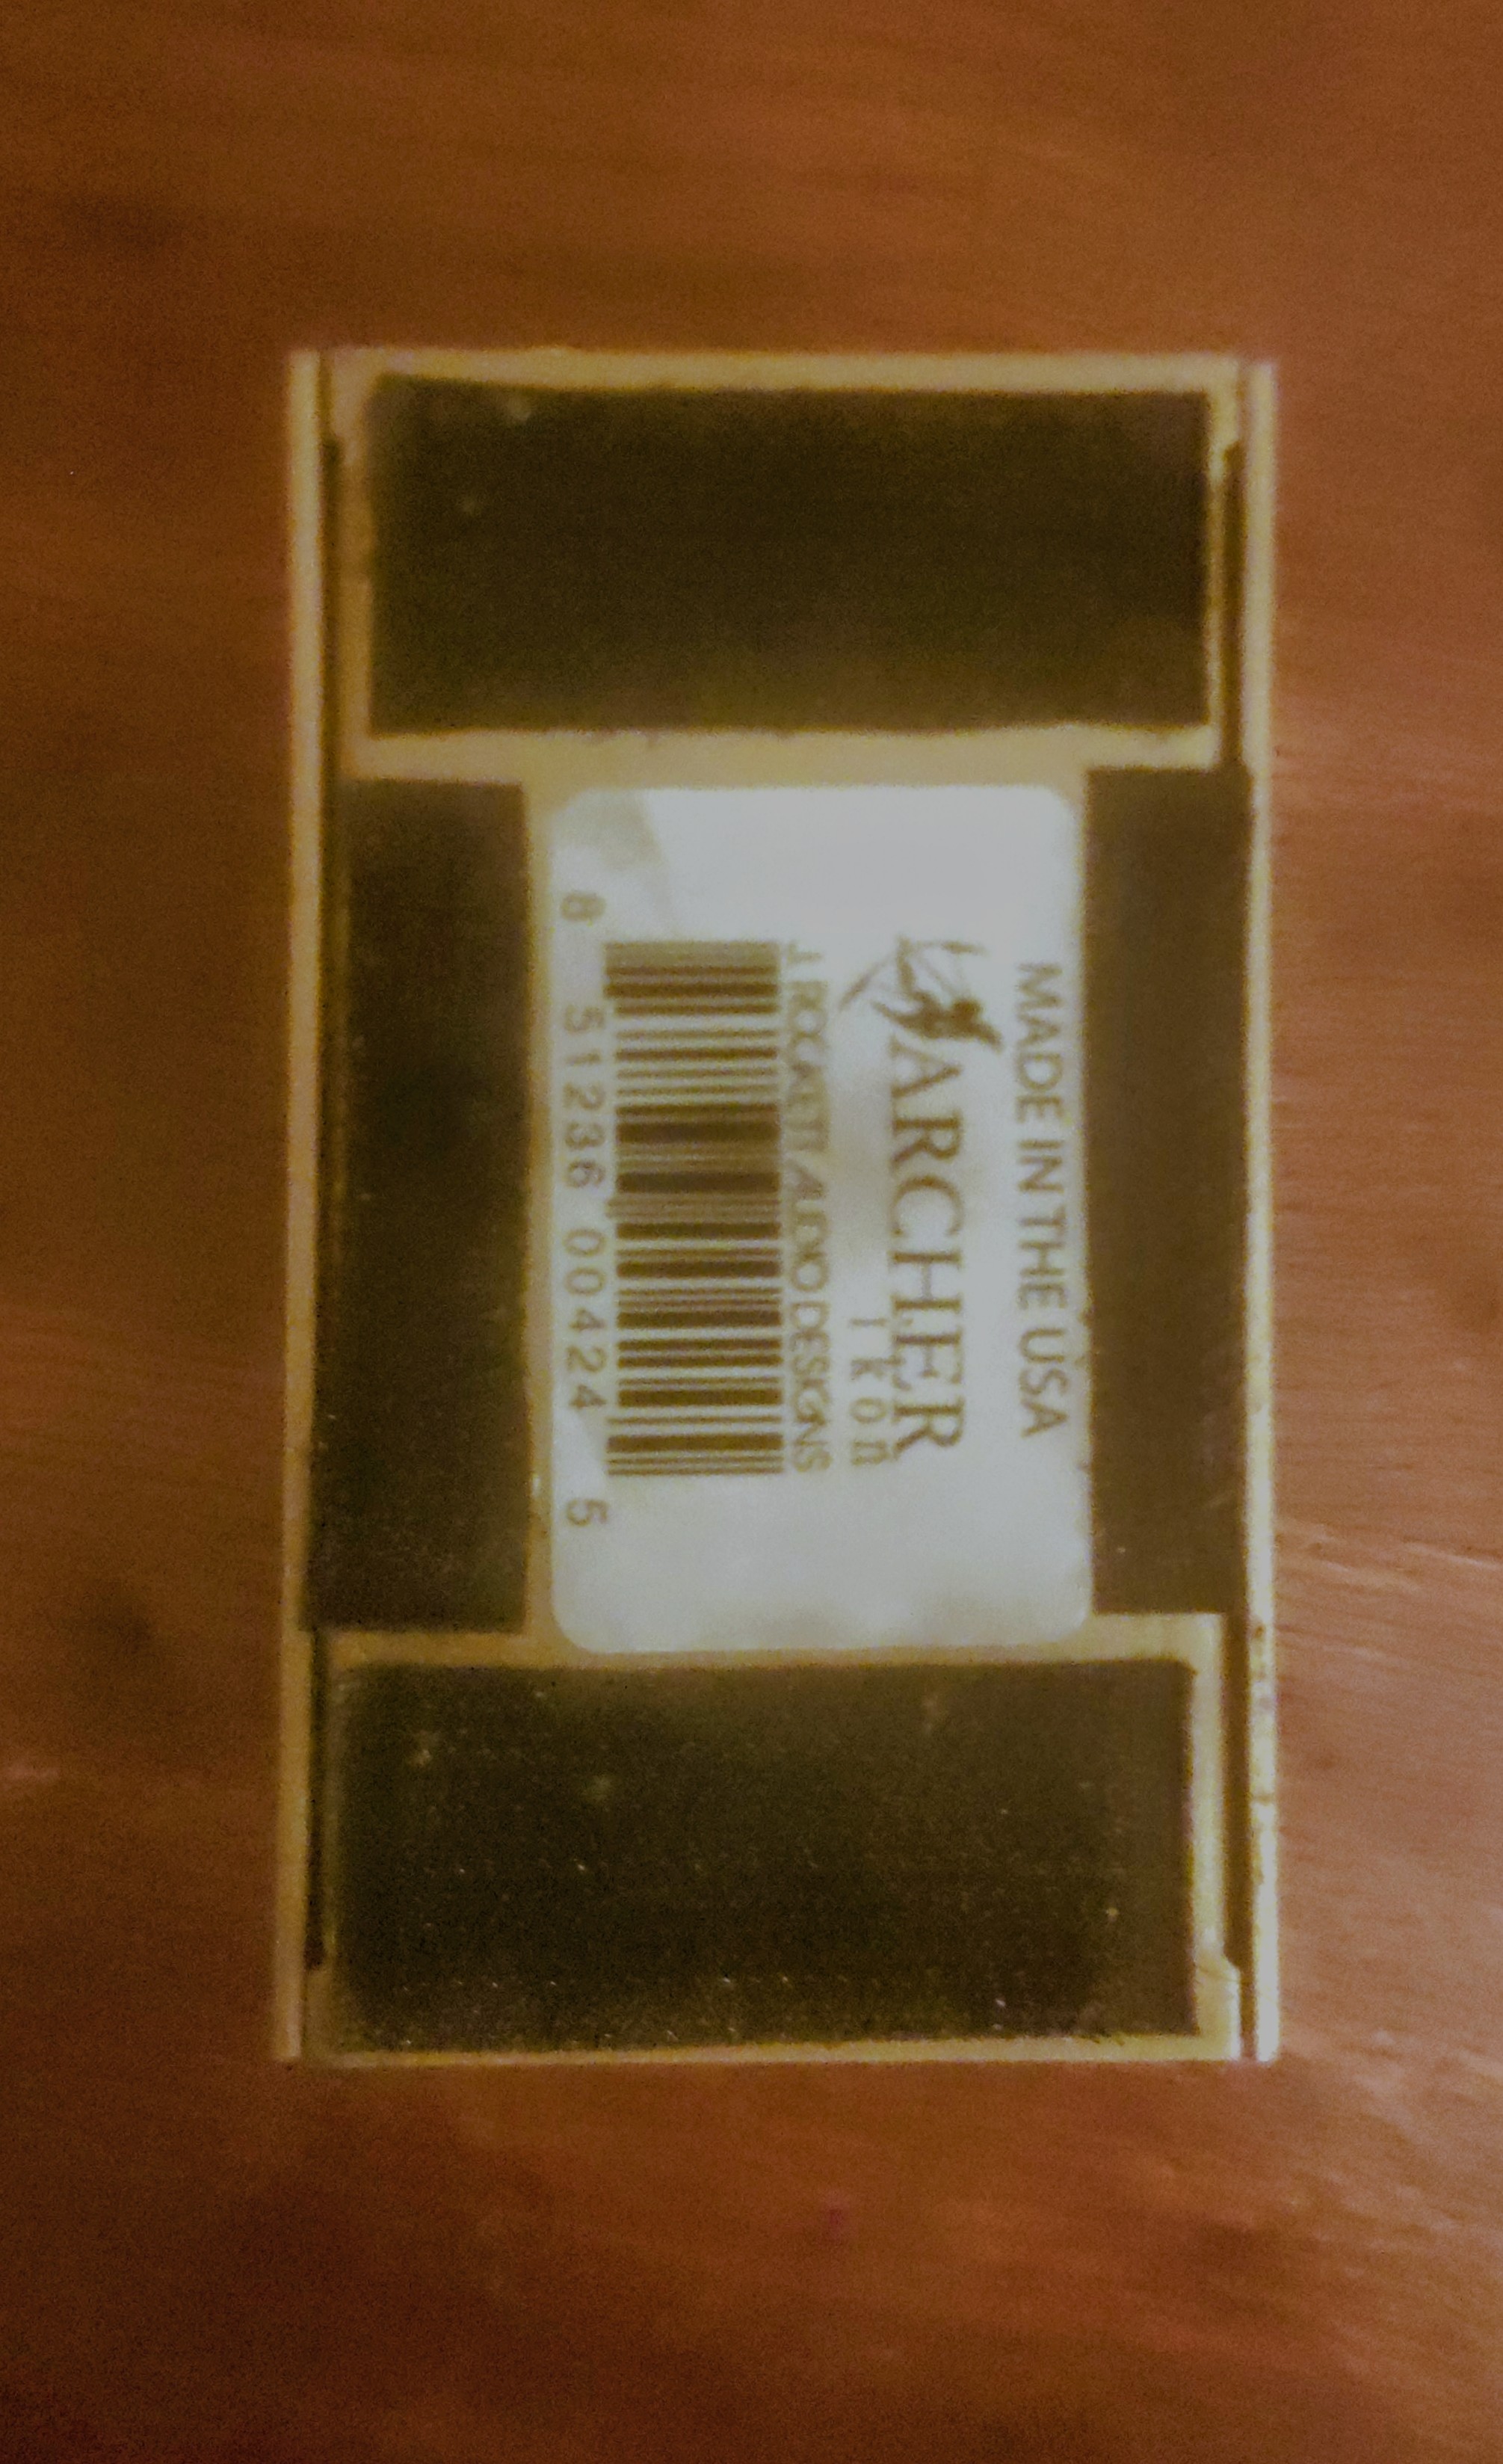 MADE IN THE USA
ARCHER
Ikon
J. ROCKETT AUDIO DESIGNS
8 51236 00424 5